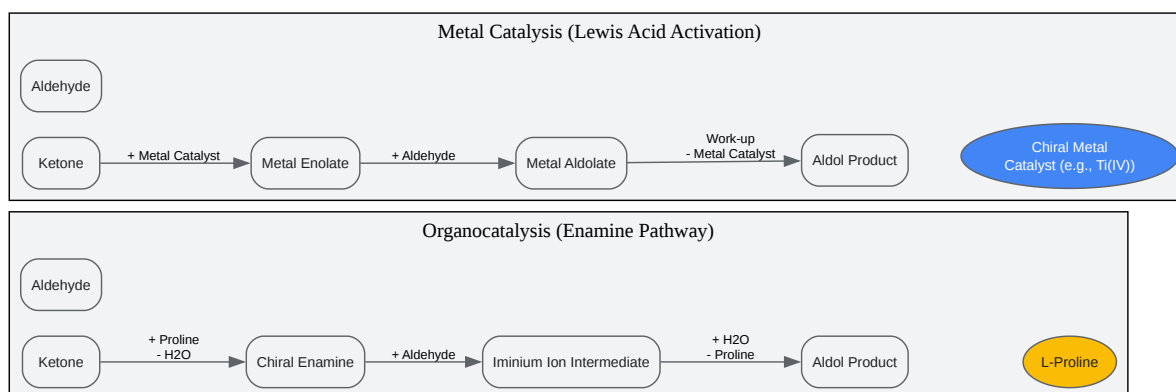 Metal Catalysis (Lewis Acid Activation)
Aldehyde
Ketone
+ Metal Catalyst
Metal Enolate
+ Aldehyde
Metal Aldolate
Work-up
- Metal Catalyst
Aldol Product
Chiral Metal
Catalyst (e.g., Ti(IV))
Organocatalysis (Enamine Pathway)
Aldehyde
Ketone
+ Proline
- H2O
Chiral Enamine
+ Aldehyde
Iminium Ion Intermediate
+ H2O
- Proline
Aldol Product
L-Proline